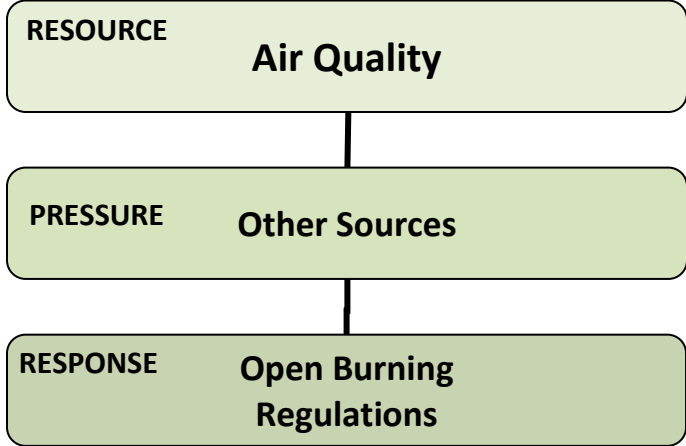 RESOURCE
Air Quality
PRESSURE
Other Sources
RESPONSE
Open Burning
Regulations